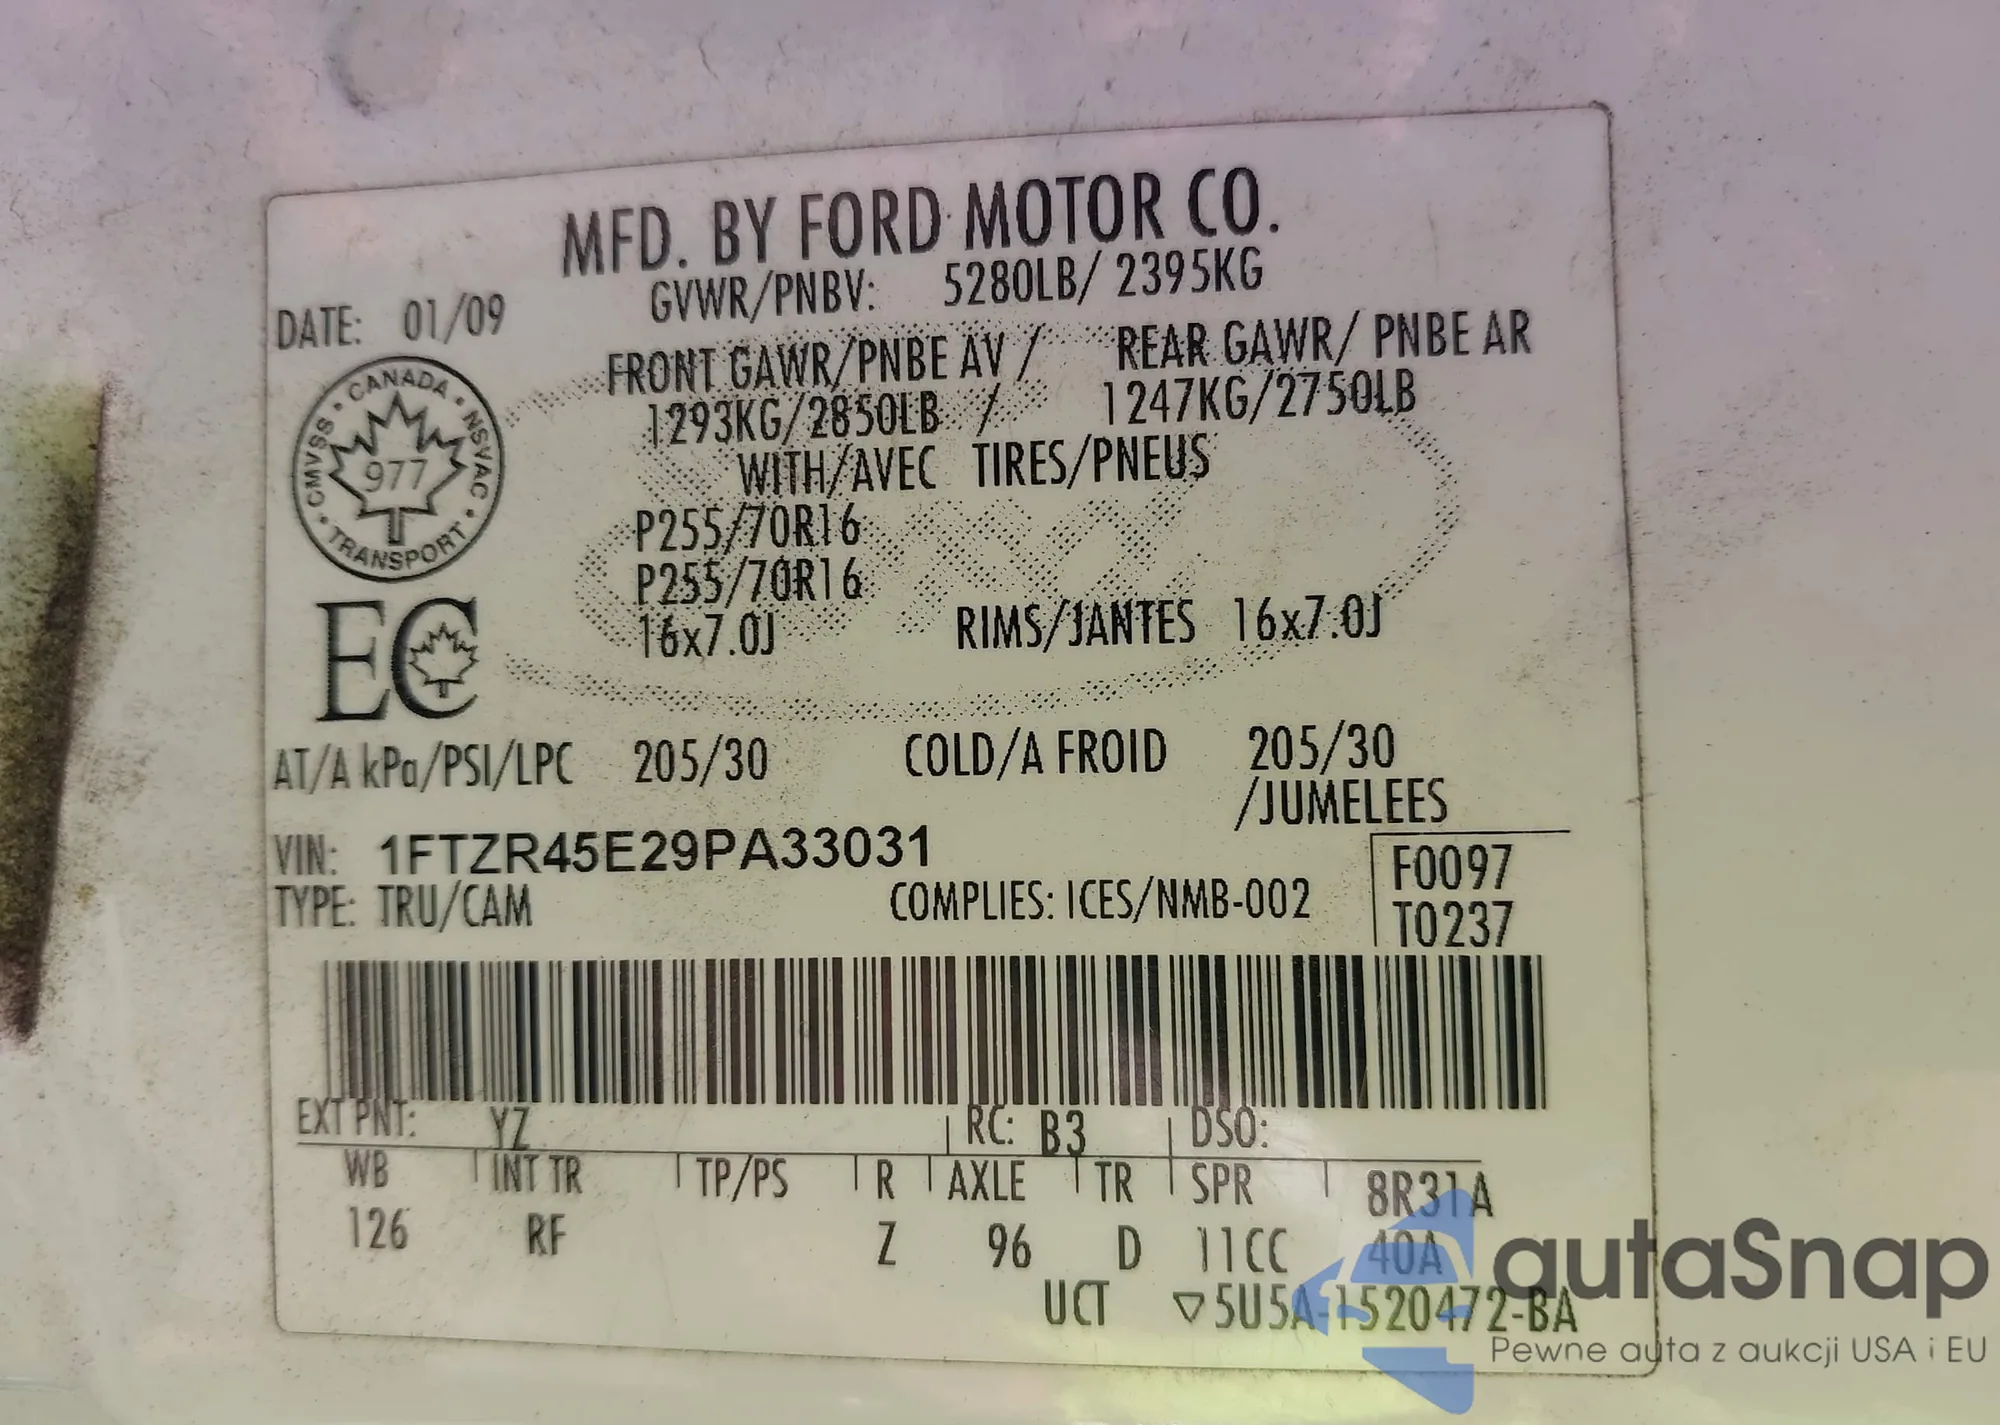 MFD. BY FORD MOTOR CO.
DATE: 01/09 GVWR/PNBV: 5280LB/ 2395KG
FRONT GAWR/PNBE AV / REAR GAWR/ PNBE AR
1293KG/2850LB / 1247KG/2750LB
WITH/AVEC TIRES/PNEUS
CANADA · NSVAC · TRANSPORT · CMVSS ·
977
P255/70R16
P255/70R16
16x7.0J RIMS/JANTES 16x7.0J
EC
AT/A kPa/PSI/LPC 205/30 COLD/A FROID 205/30
/JUMELEES
VIN: 1FTZR45E29PA33031
TYPE: TRU/CAM COMPLIES: ICES/NMB-002
F0097
T0237
EXT PNT: YZ RC: B3 DSO:
WB INT TR TP/PS R AXLE TR SPR 8R31A
126 RF Z 96 D 11CC 40A
UCT ▽5U5A-1520472-BA
autaSnap
Pewne auta z aukcji USA i EU